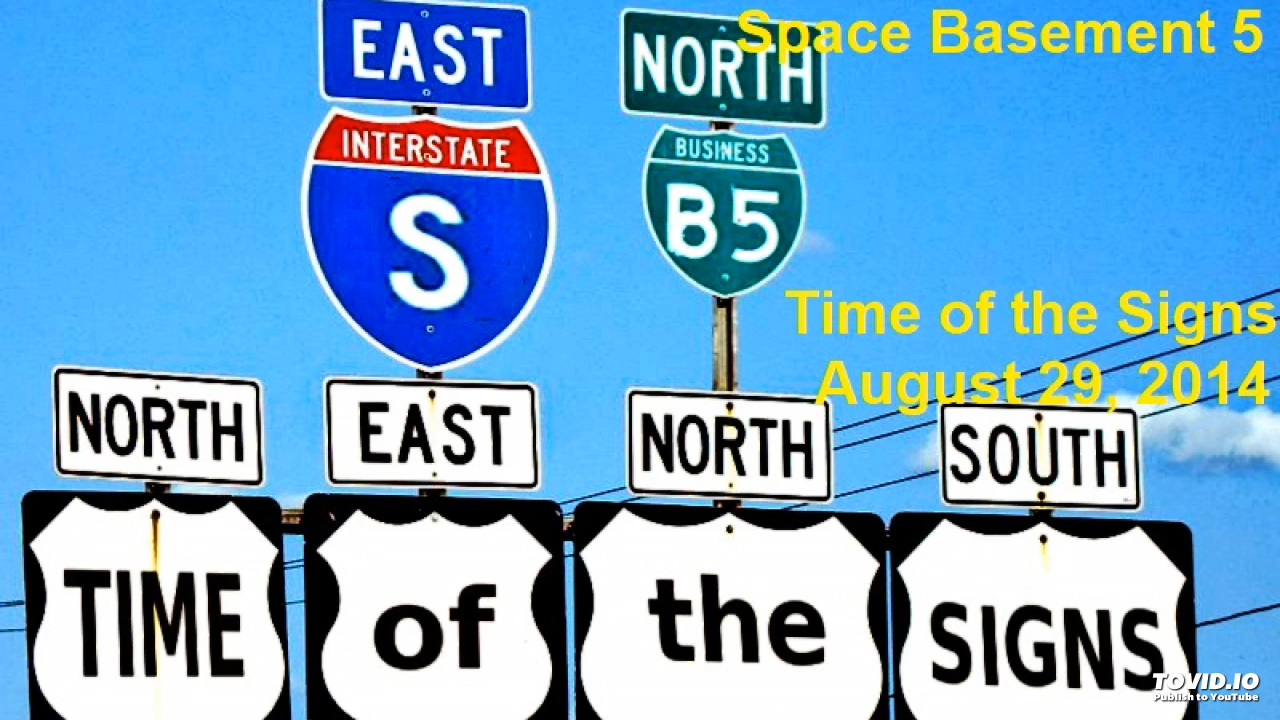 EAST
NORTH
Space Basement 5
INTERSTATE
S
BUSINESS
B5
Time of the Signs
August 29, 2014
NORTH
EAST
NORTH
SOUTH
TIME
of
the
SIGNS
TOVID.IO
Publish to YouTube